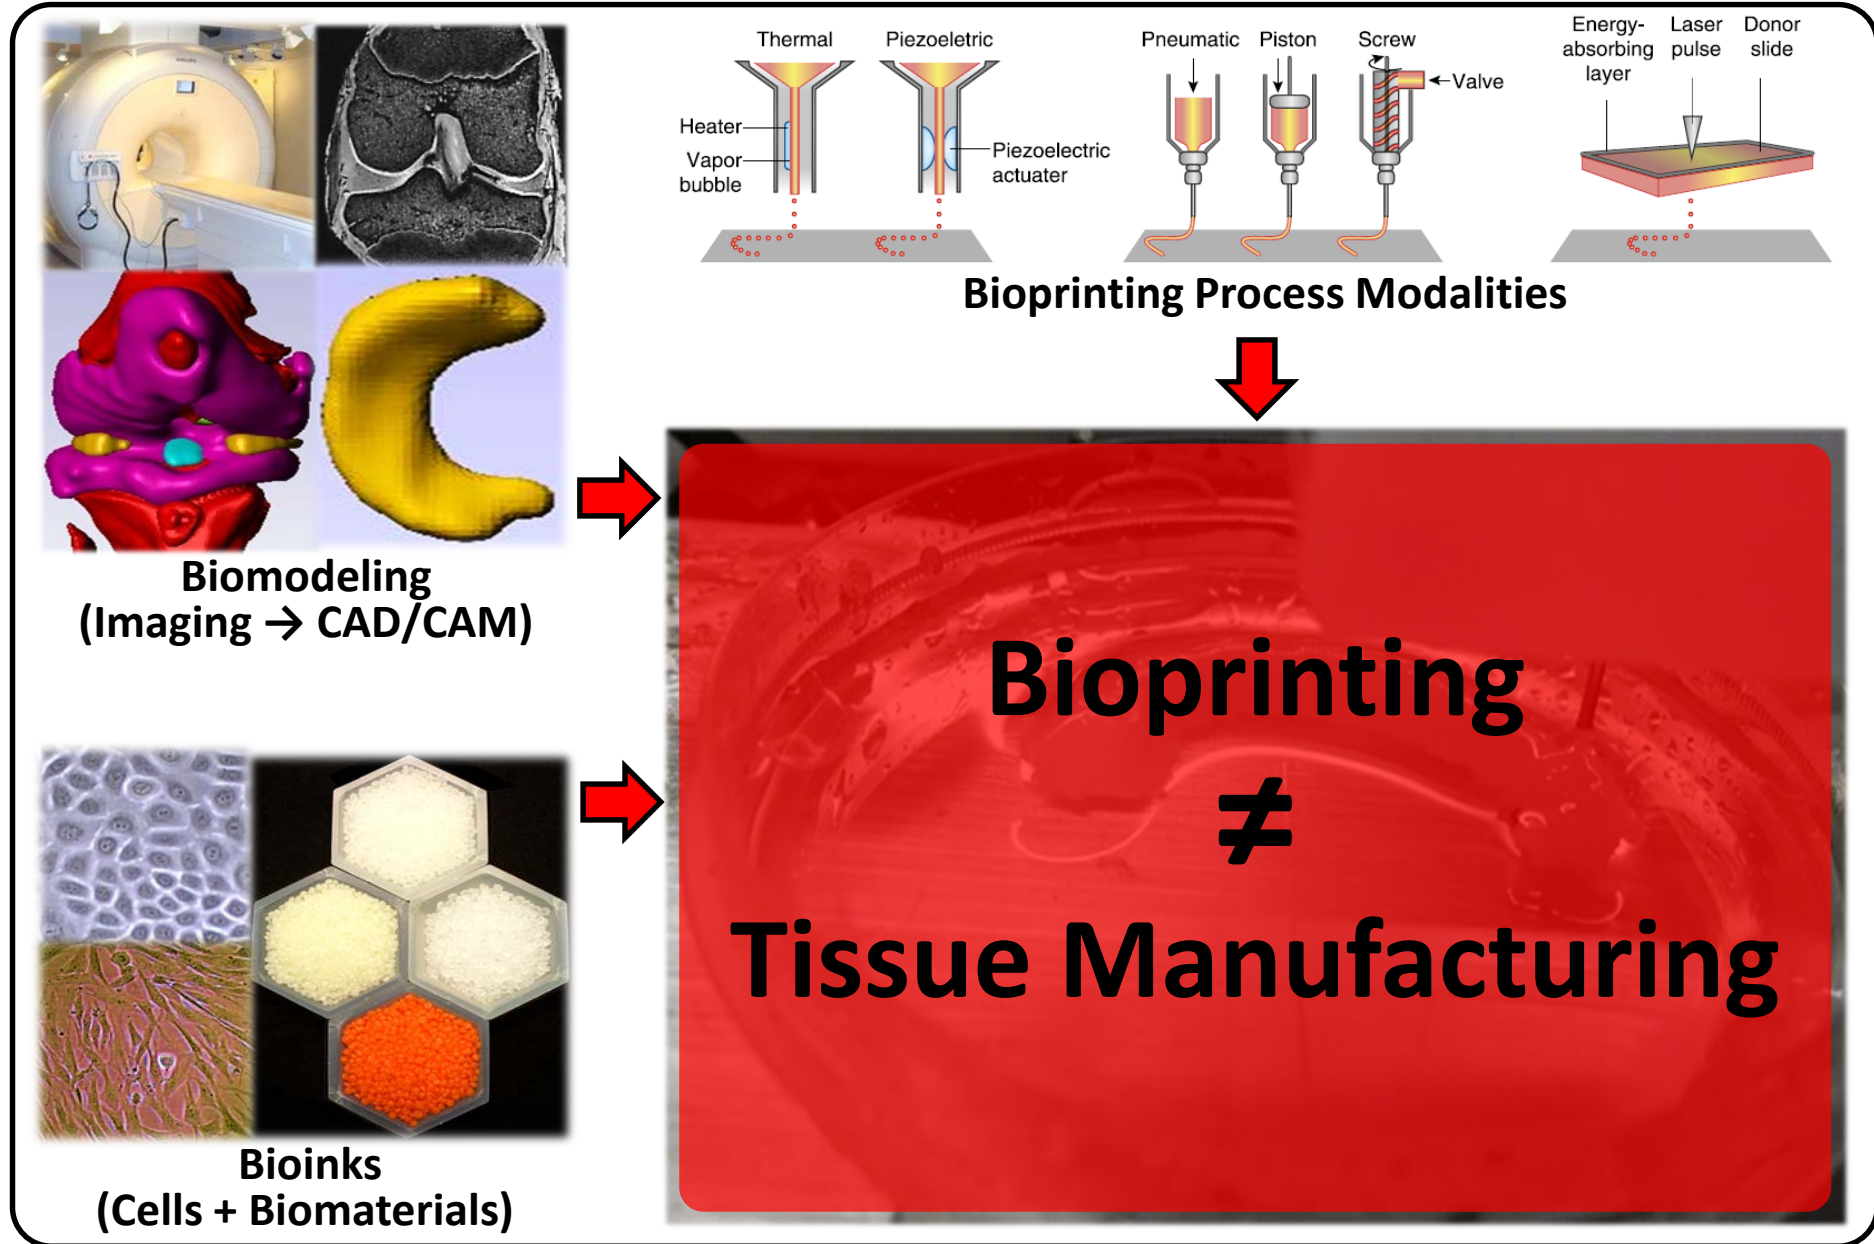 Thermal
Piezoeletric
Heater
Vapor
bubble
Piezoelectric
actuater
Pneumatic
Piston
Screw
Valve
Energy-
absorbing
layer
Laser
pulse
Donor
slide
Bioprinting Process Modalities
PHILIPS
Biomodeling
(Imaging → CAD/CAM)
Bioprinting
≠
Tissue Manufacturing
Bioinks
(Cells + Biomaterials)